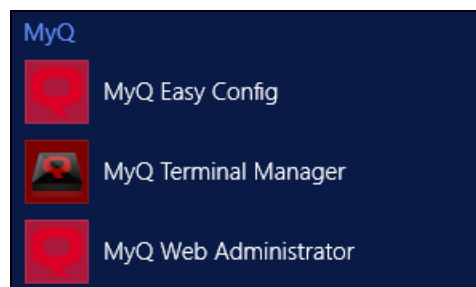 MyQ
MyQ Easy Config
MyQ Terminal Manager
MyQ Web Administrator